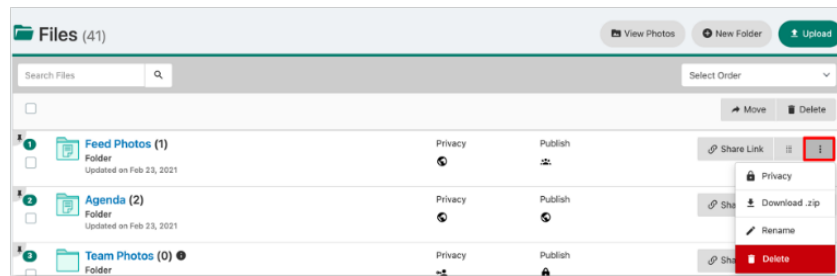 Files (41)
View Photos
New Folder
Upload
Search Files
Select Order
Move
Delete
1
Feed Photos (1)
Folder
Updated on Feb 23, 2021
Privacy
Publish
Share Link
Privacy
Download .zip
Rename
Delete
2
Agenda (2)
Folder
Updated on Feb 23, 2021
Privacy
Publish
Sha
3
Team Photos (0)
Folder
Privacy
Publish
Sha